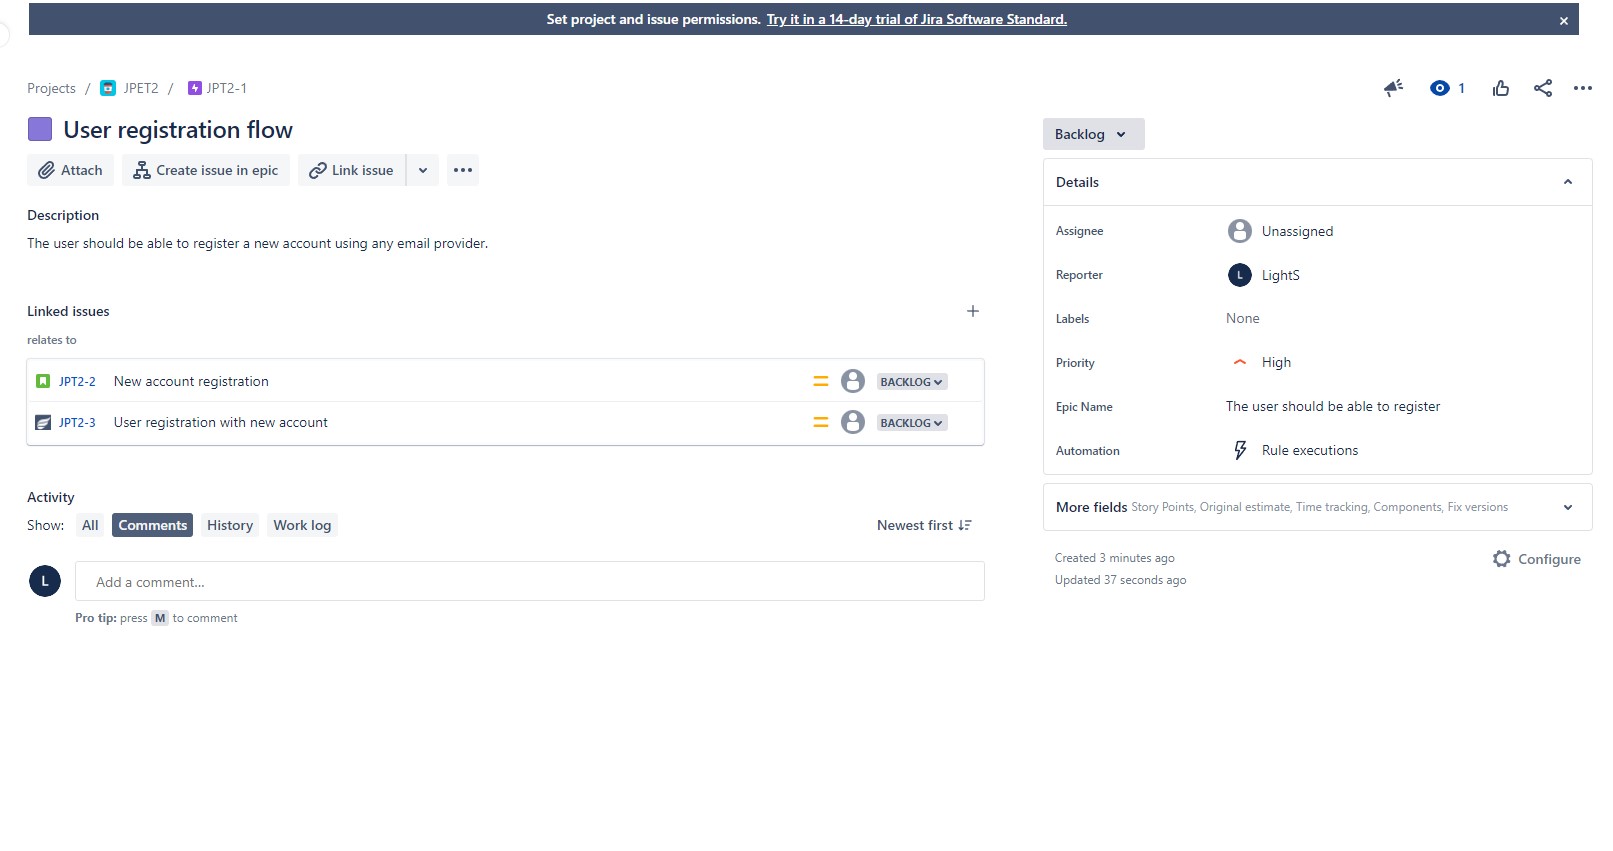 Set project and issue permissions. Try it in a 14-day trial of Jira Software Standard.
Projects / JPET2 / JPT2-1
1
User registration flow
Attach
Create issue in epic
Link issue
Description
The user should be able to register a new account using any email provider.
Linked issues
relates to
JPT2-2 New account registration BACKLOG
JPT2-3 User registration with new account BACKLOG
Activity
Show: All Comments History Work log Newest first
L
Add a comment...
Pro tip: press M to comment
Backlog
Details
Assignee Unassigned
Reporter L LightS
Labels None
Priority High
Epic Name The user should be able to register
Automation Rule executions
More fields Story Points, Original estimate, Time tracking, Components, Fix versions
Created 3 minutes ago Configure
Updated 37 seconds ago